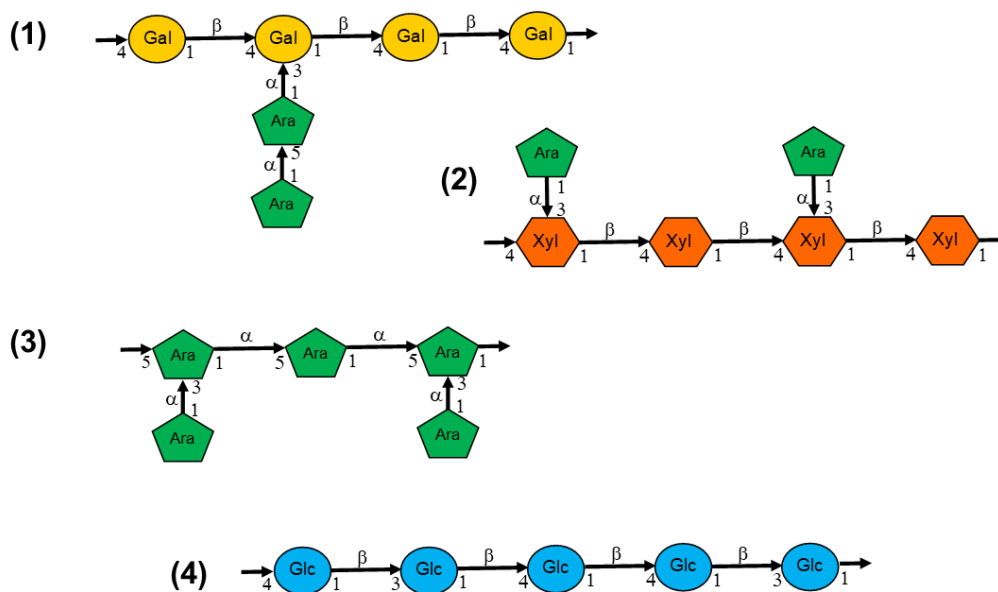 (1)
β β β
Gal Gal Gal Gal
4 1 4 1 4 1 4 1
3
α
1
Ara
5
α
1
Ara
(2)
Ara Ara
1 1
α α
3 3
β β β
Xyl Xyl Xyl Xyl
4 1 4 1 4 1 4 1
(3)
α α
Ara Ara Ara
5 1 5 1 5 1
3 3
α α
1 1
Ara Ara
(4)
β β β β
Glc Glc Glc Glc Glc
4 1 3 1 4 1 4 1 3 1